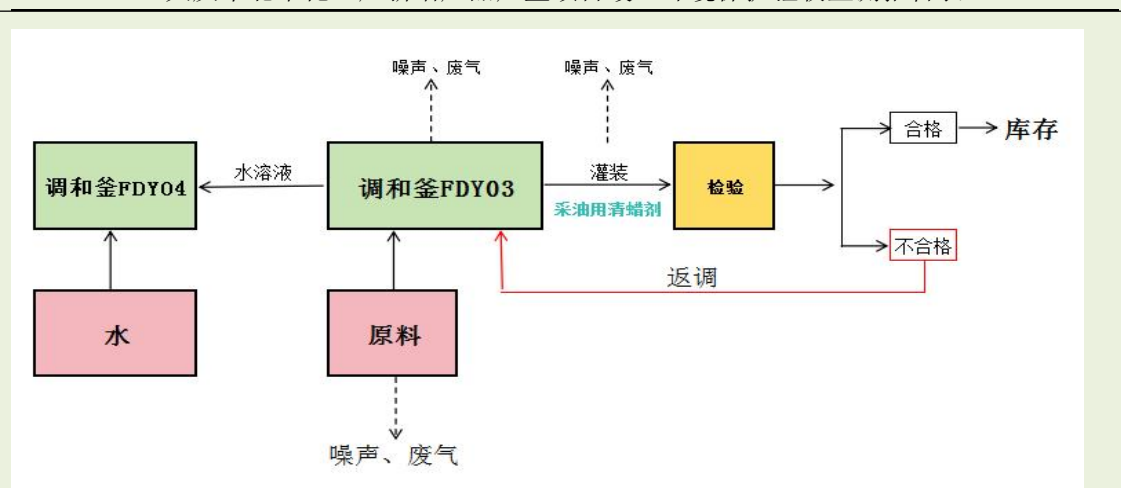 噪声、废气
噪声、废气
调和釜FDY04
水溶液
调和釜FDY03
灌装
采油用清蜡剂
检验
合格
库存
不合格
返调
水
原料
噪声、废气